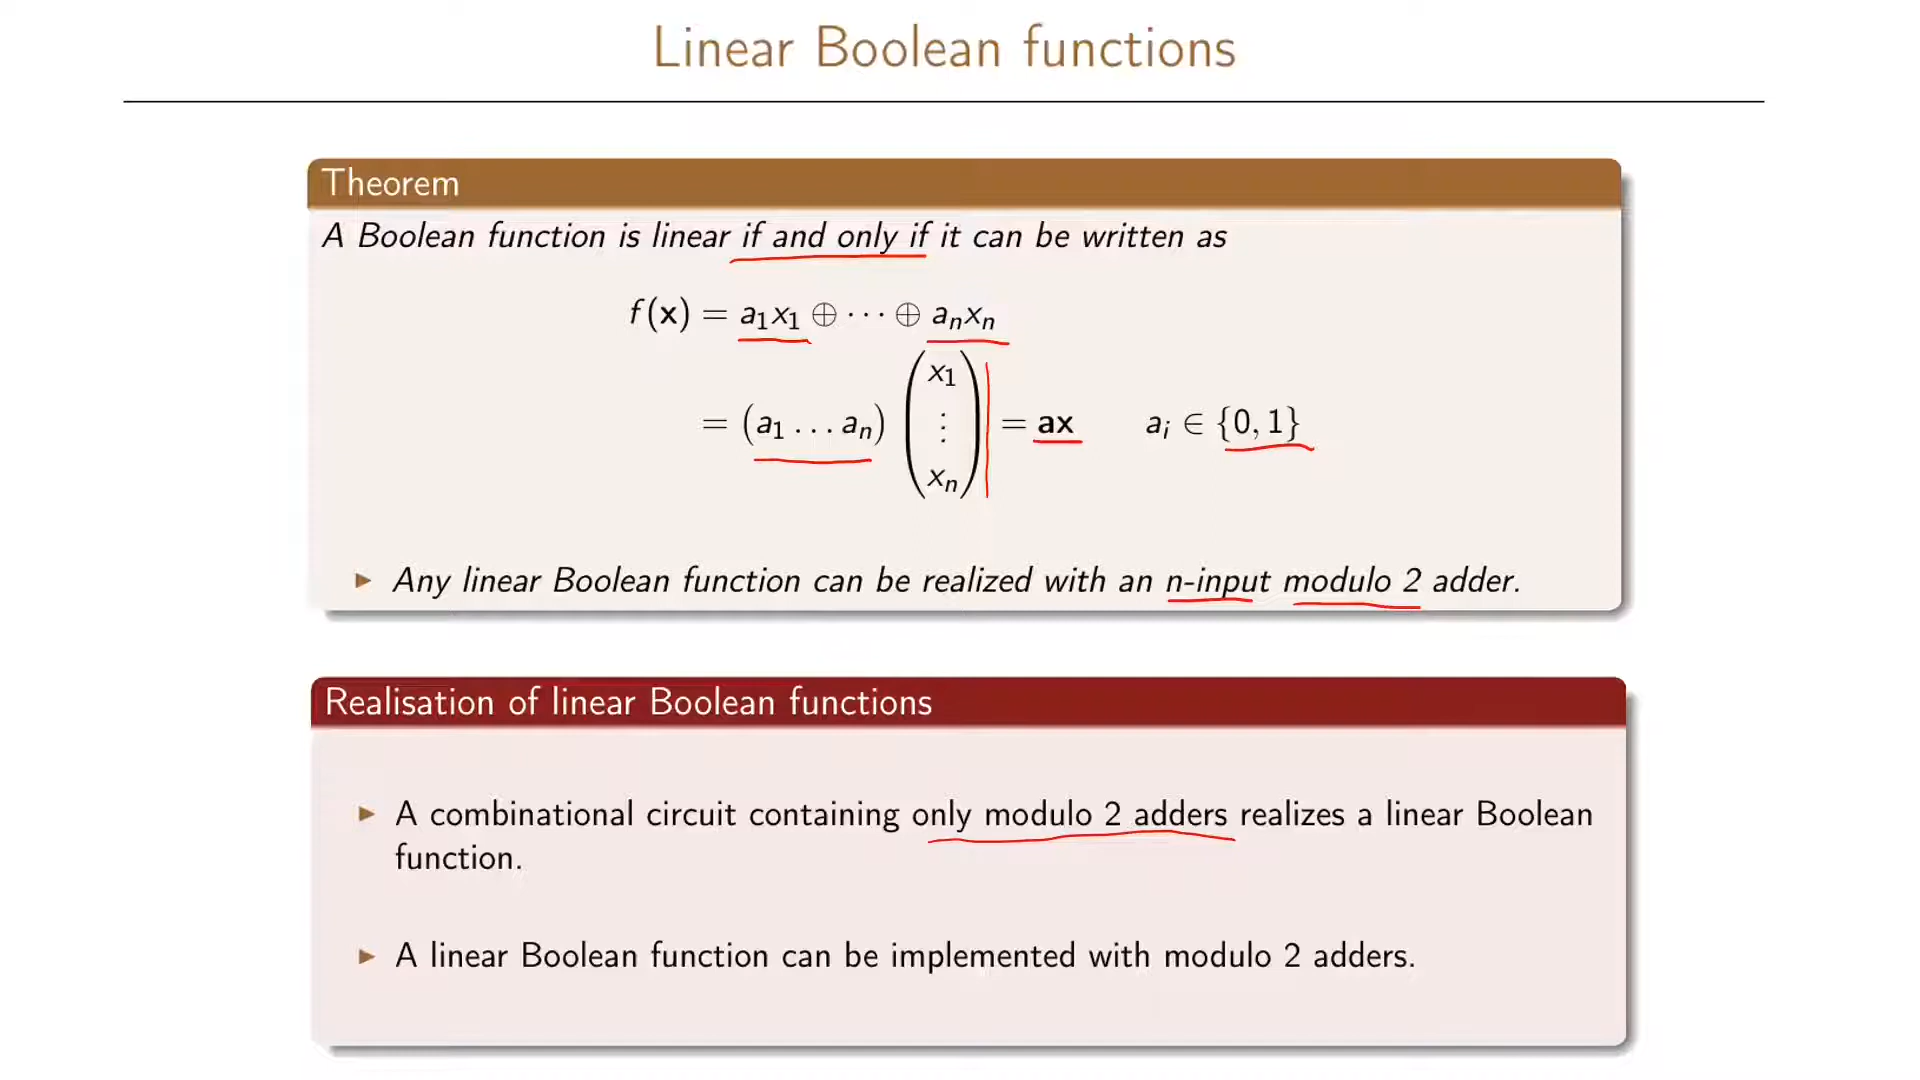 Linear Boolean functions
Theorem
A Boolean function is linear if and only if it can be written as
f(x) = a₁x₁ ⊕ ··· ⊕ aₙxₙ
= (a₁ ... aₙ) (x₁ ⋮ xₙ) = ax aᵢ ∈ {0, 1}
▶ Any linear Boolean function can be realized with an n-input modulo 2 adder.
Realisation of linear Boolean functions
▶ A combinational circuit containing only modulo 2 adders realizes a linear Boolean
function.
▶ A linear Boolean function can be implemented with modulo 2 adders.